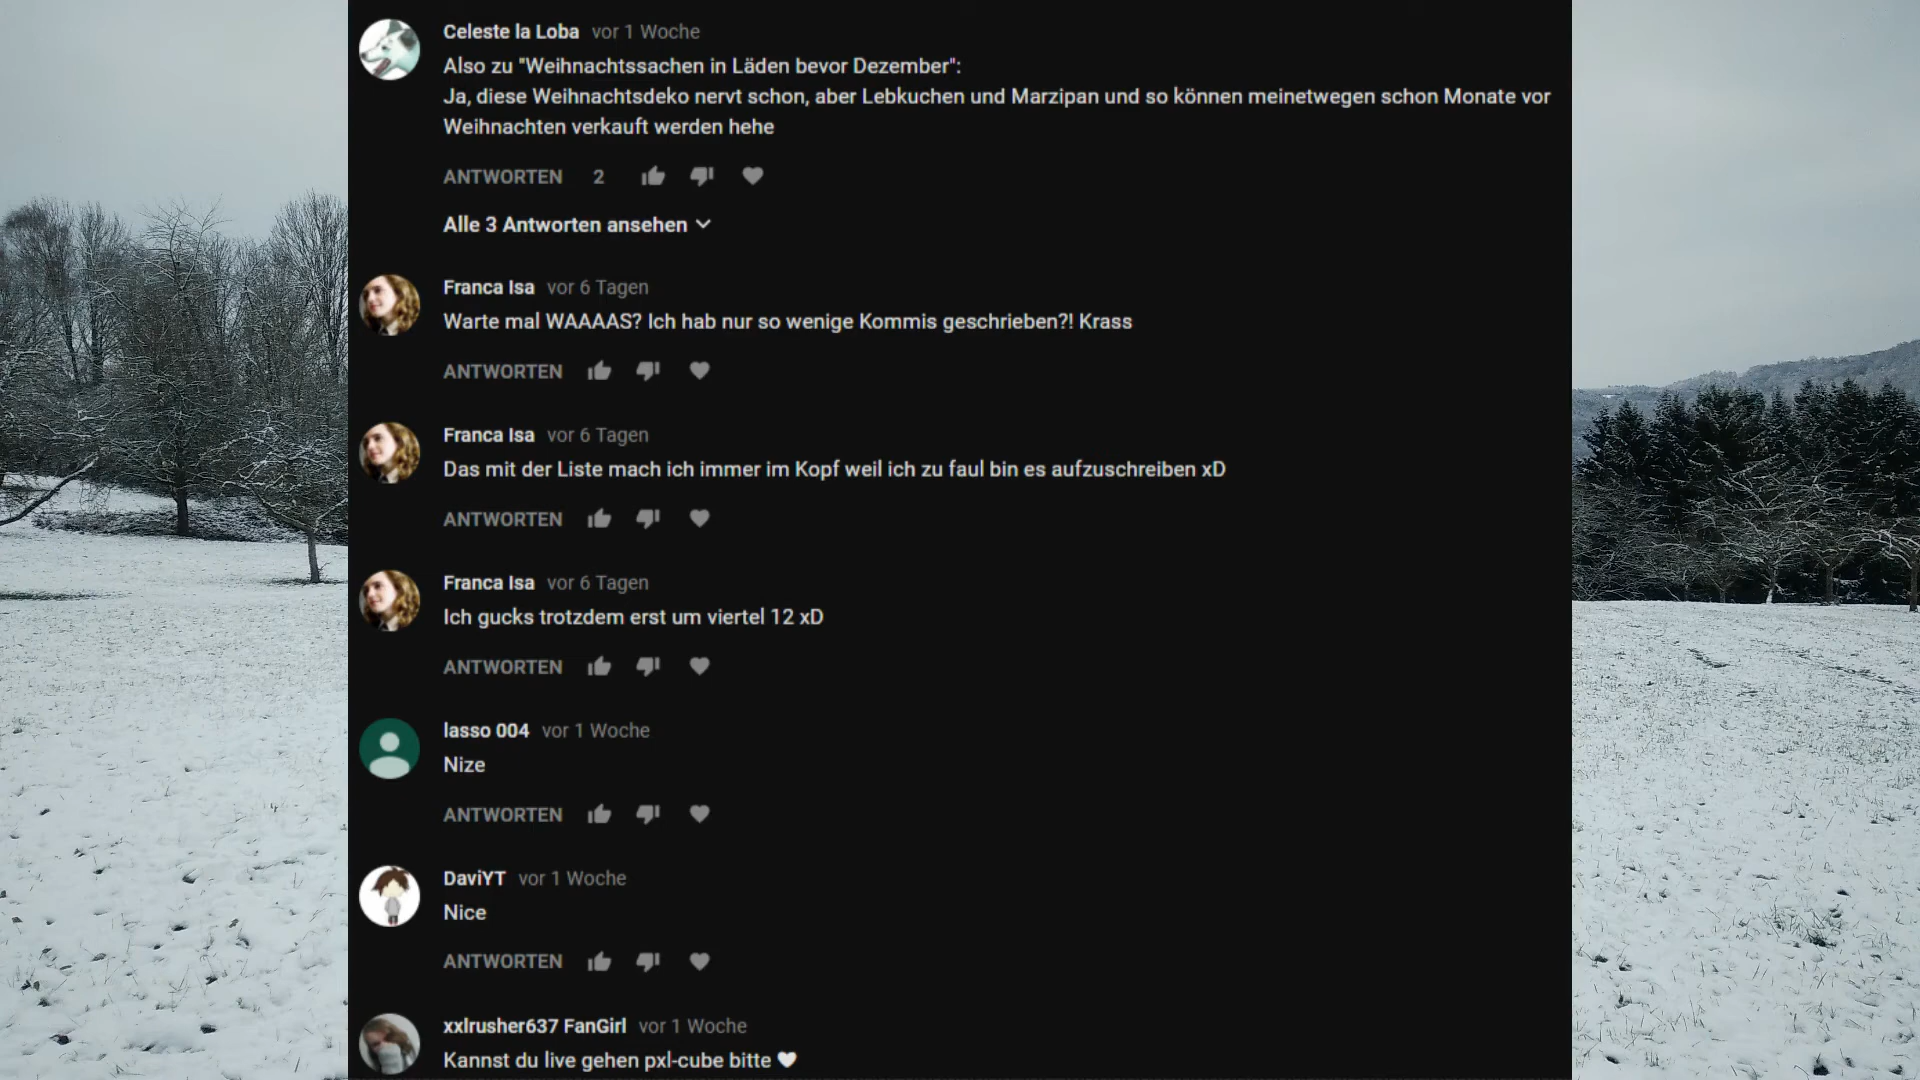 Celeste la Loba vor 1 Woche
Also zu "Weihnachtssachen in Läden bevor Dezember":
Ja, diese Weihnachtsdeko nervt schon, aber Lebkuchen und Marzipan und so können meinetwegen schon Monate vor
Weihnachten verkauft werden hehe
ANTWORTEN 2
Alle 3 Antworten ansehen
Franca Isa vor 6 Tagen
Warte mal WAAAAS? Ich hab nur so wenige Kommis geschrieben?! Krass
ANTWORTEN
Franca Isa vor 6 Tagen
Das mit der Liste mach ich immer im Kopf weil ich zu faul bin es aufzuschreiben xD
ANTWORTEN
Franca Isa vor 6 Tagen
Ich gucks trotzdem erst um viertel 12 xD
ANTWORTEN
lasso 004 vor 1 Woche
Nize
ANTWORTEN
DaviYT vor 1 Woche
Nice
ANTWORTEN
xxlrusher637 FanGirl vor 1 Woche
Kannst du live gehen pxl-cube bitte 🤍